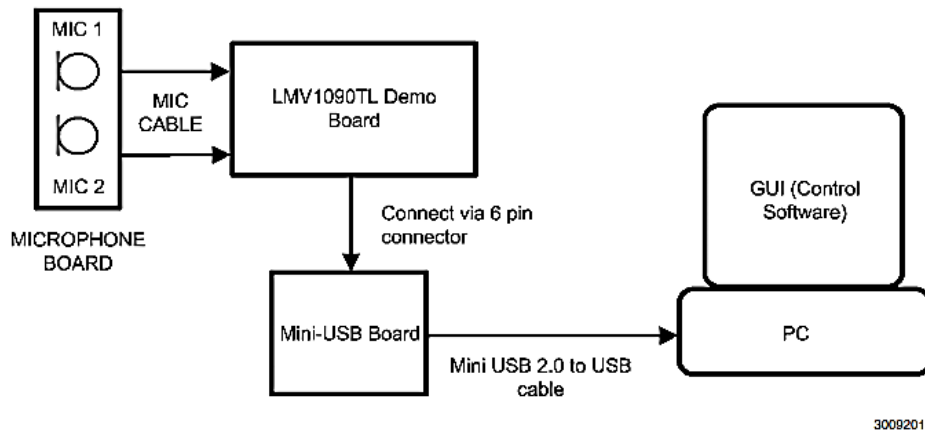 MIC 1
MIC 2
MICROPHONE
BOARD
MIC
CABLE
LMV1090TL Demo
Board
Connect via 6 pin
connector
Mini-USB Board
Mini USB 2.0 to USB
cable
GUI (Control
Software)
PC
3009201